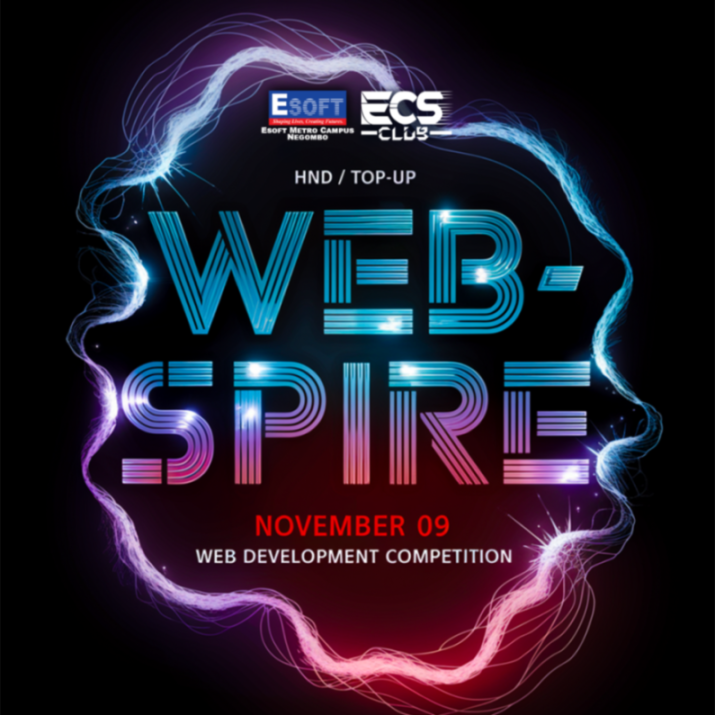 ESOFT
Shaping Lives, Creating Futures.
ESOFT METRO CAMPUS
NEGOMBO
ECS
CLUB
HND / TOP-UP
WEB-
SPIRE
NOVEMBER 09
WEB DEVELOPMENT COMPETITION